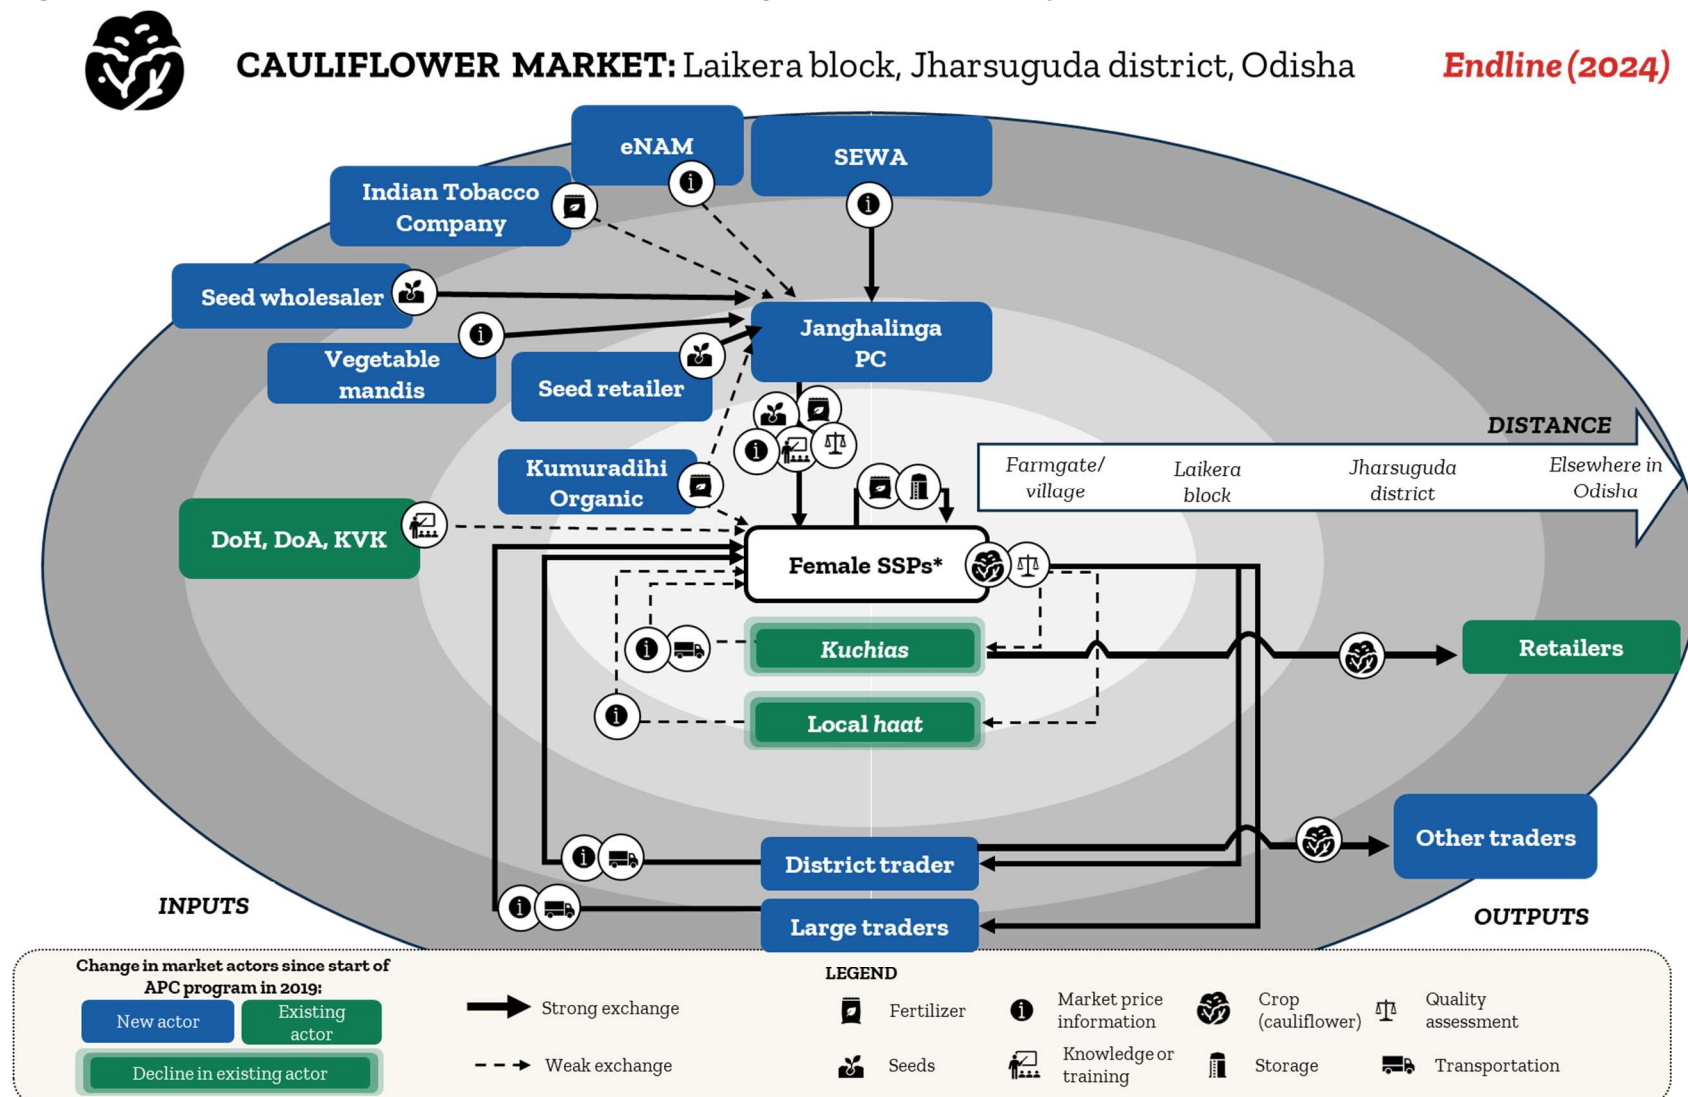 CAULIFLOWER MARKET: Laikera block, Jharsuguda district, Odisha
Endline (2024)
eNAM
SEWA
Indian Tobacco
Company
Seed wholesaler
Janghalinga
PC
Vegetable
mandis
Seed retailer
DISTANCE
Farmgate/
village
Laikera
block
Jharsuguda
district
Elsewhere in
Odisha
Kumuradihi
Organic
DoH, DoA, KVK
Female SSPs*
Kuchias
Retailers
Local haat
Other traders
District trader
INPUTS
Large traders
OUTPUTS
Change in market actors since start of
APC program in 2019:
New actor
Existing
actor
Decline in existing actor
Strong exchange
Weak exchange
LEGEND
Fertilizer
Market price
information
Crop
(cauliflower)
Quality
assessment
Seeds
Knowledge or
training
Storage
Transportation